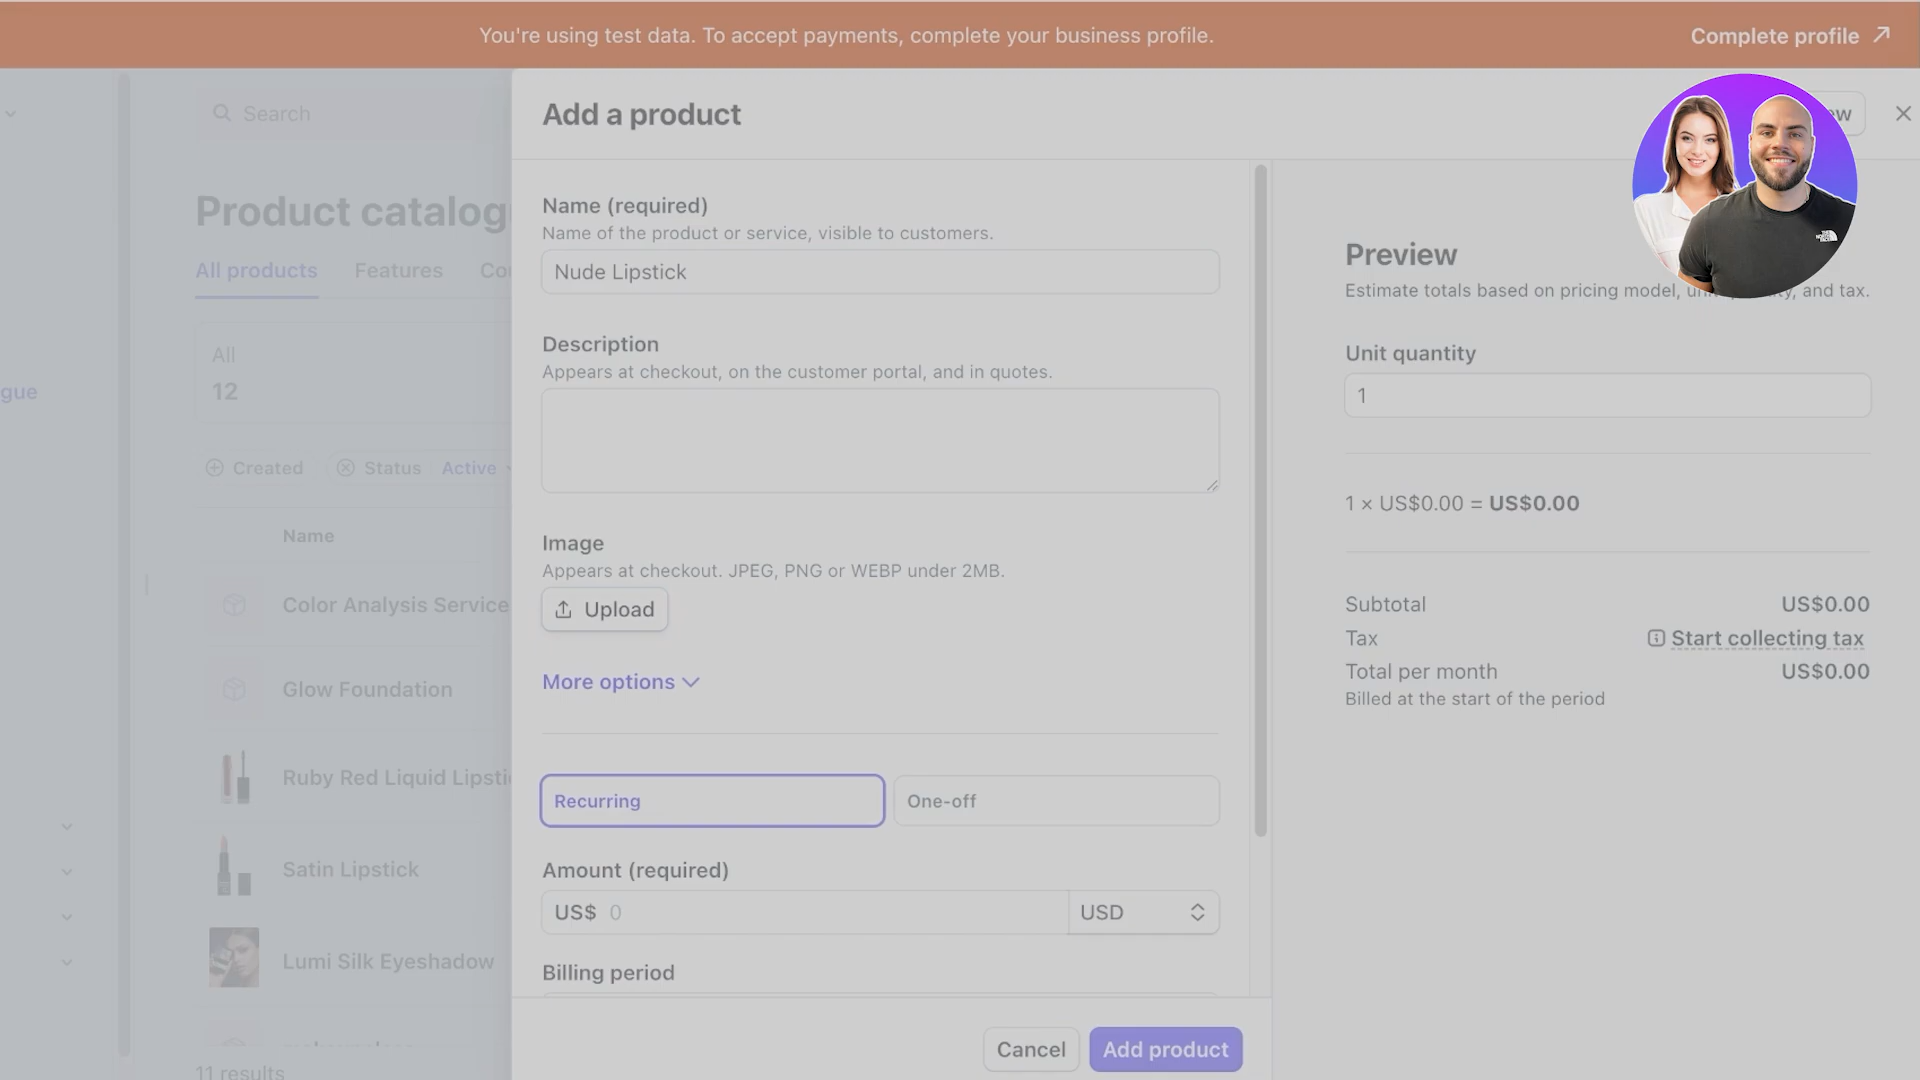 You're using test data. To accept payments, complete your business profile.
Complete profile
Search
Product catalog
All products
Features
All
12
gue
Created
Status
Active
Name
Color Analysis Service
Glow Foundation
Ruby Red Liquid Lipsti
Satin Lipstick
Lumi Silk Eyeshadow
11 results
Add a product
Name (required)
Name of the product or service, visible to customers.
Nude Lipstick
Description
Appears at checkout, on the customer portal, and in quotes.
Image
Appears at checkout. JPEG, PNG or WEBP under 2MB.
Upload
More options
Recurring
One-off
Amount (required)
US$ 0
USD
Billing period
Cancel
Add product
Preview
Estimate totals based on pricing model, and tax.
Unit quantity
1
1 × US$0.00 = US$0.00
Subtotal
US$0.00
Tax
Start collecting tax
Total per month
US$0.00
Billed at the start of the period